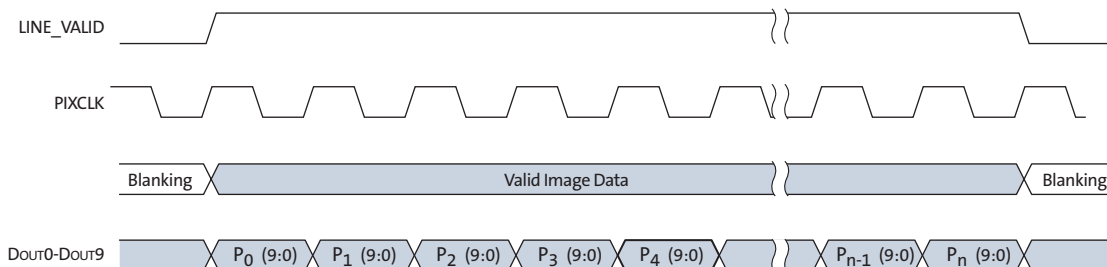 LINE_VALID
PIXCLK
Blanking Valid Image Data Blanking
DOUT0-DOUT9 P0 (9:0) P1 (9:0) P2 (9:0) P3 (9:0) P4 (9:0) Pn-1 (9:0) Pn (9:0)